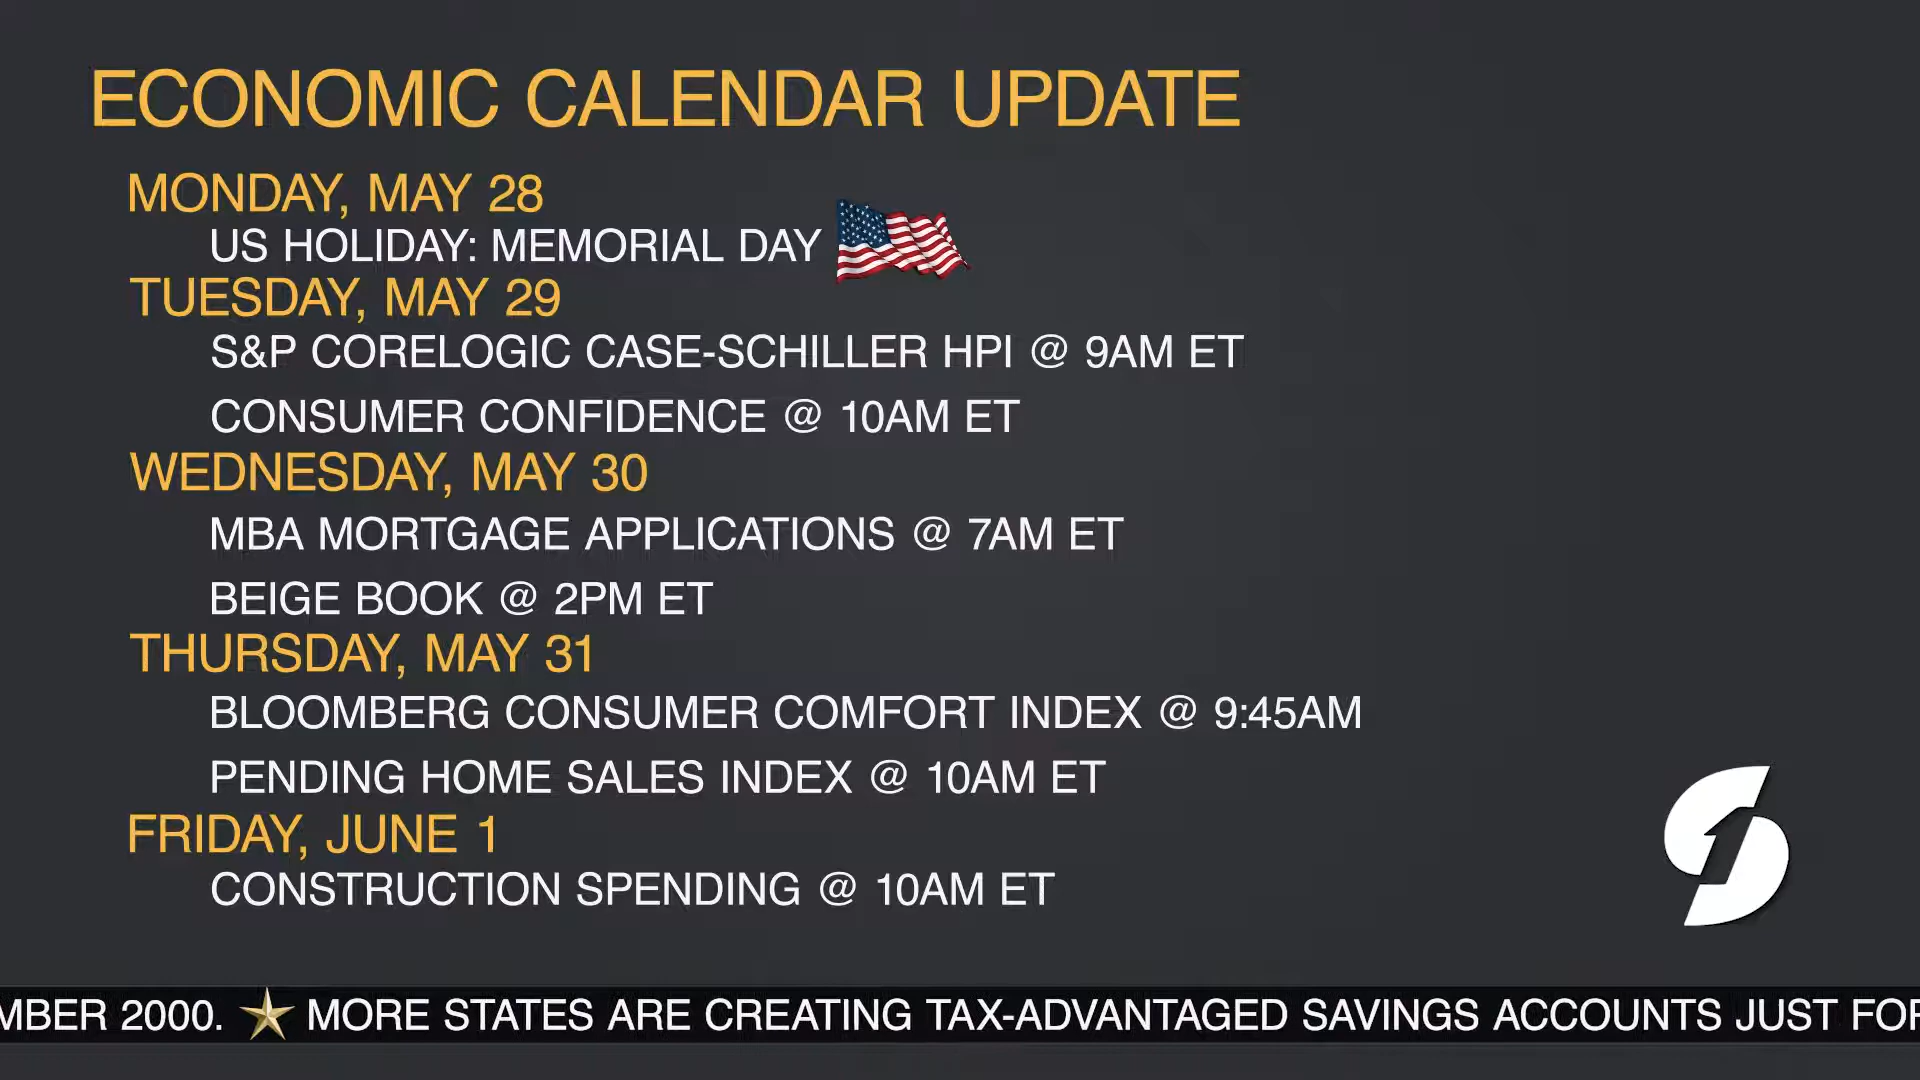 ECONOMIC CALENDAR UPDATE
MONDAY, MAY 28
US HOLIDAY: MEMORIAL DAY
TUESDAY, MAY 29
S&P CORELOGIC CASE-SCHILLER HPI @ 9AM ET
CONSUMER CONFIDENCE @ 10AM ET
WEDNESDAY, MAY 30
MBA MORTGAGE APPLICATIONS @ 7AM ET
BEIGE BOOK @ 2PM ET
THURSDAY, MAY 31
BLOOMBERG CONSUMER COMFORT INDEX @ 9:45AM
PENDING HOME SALES INDEX @ 10AM ET
FRIDAY, JUNE 1
CONSTRUCTION SPENDING @ 10AM ET
MBER 2000. MORE STATES ARE CREATING TAX-ADVANTAGED SAVINGS ACCOUNTS JUST FOR